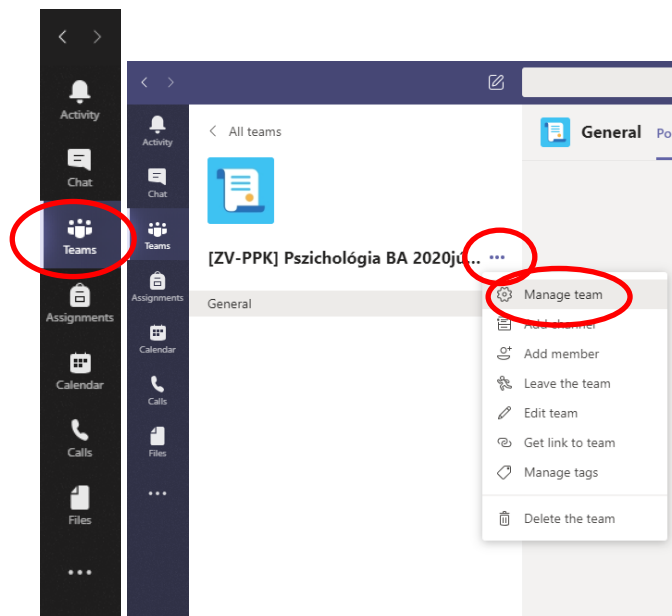 Activity
Chat
Teams
Assignments
Calendar
Calls
Files
Activity
Chat
Teams
Assignments
Calendar
Calls
Files
All teams
[ZV-PPK] Pszichológia BA 2020jú...
General
General Po
Manage team
Add channel
Add member
Leave the team
Edit team
Get link to team
Manage tags
Delete the team